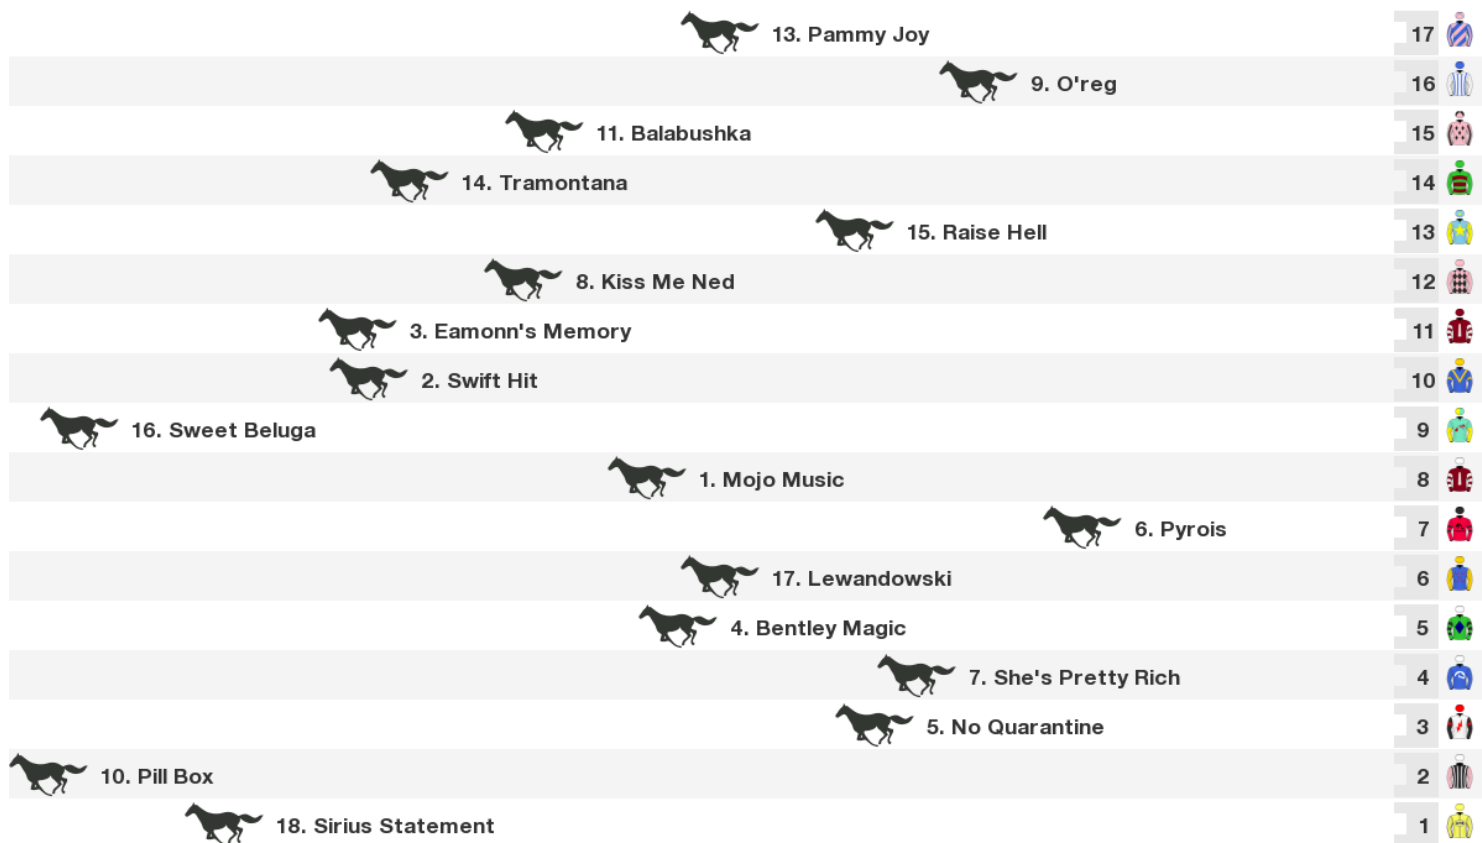 13. Pammy Joy 17
9. O'reg 16
11. Balabushka 15
14. Tramontana 14
15. Raise Hell 13
8. Kiss Me Ned 12
3. Eamonn's Memory 11
2. Swift Hit 10
16. Sweet Beluga 9
1. Mojo Music 8
6. Pyrois 7
17. Lewandowski 6
4. Bentley Magic 5
7. She's Pretty Rich 4
5. No Quarantine 3
10. Pill Box 2
18. Sirius Statement 1